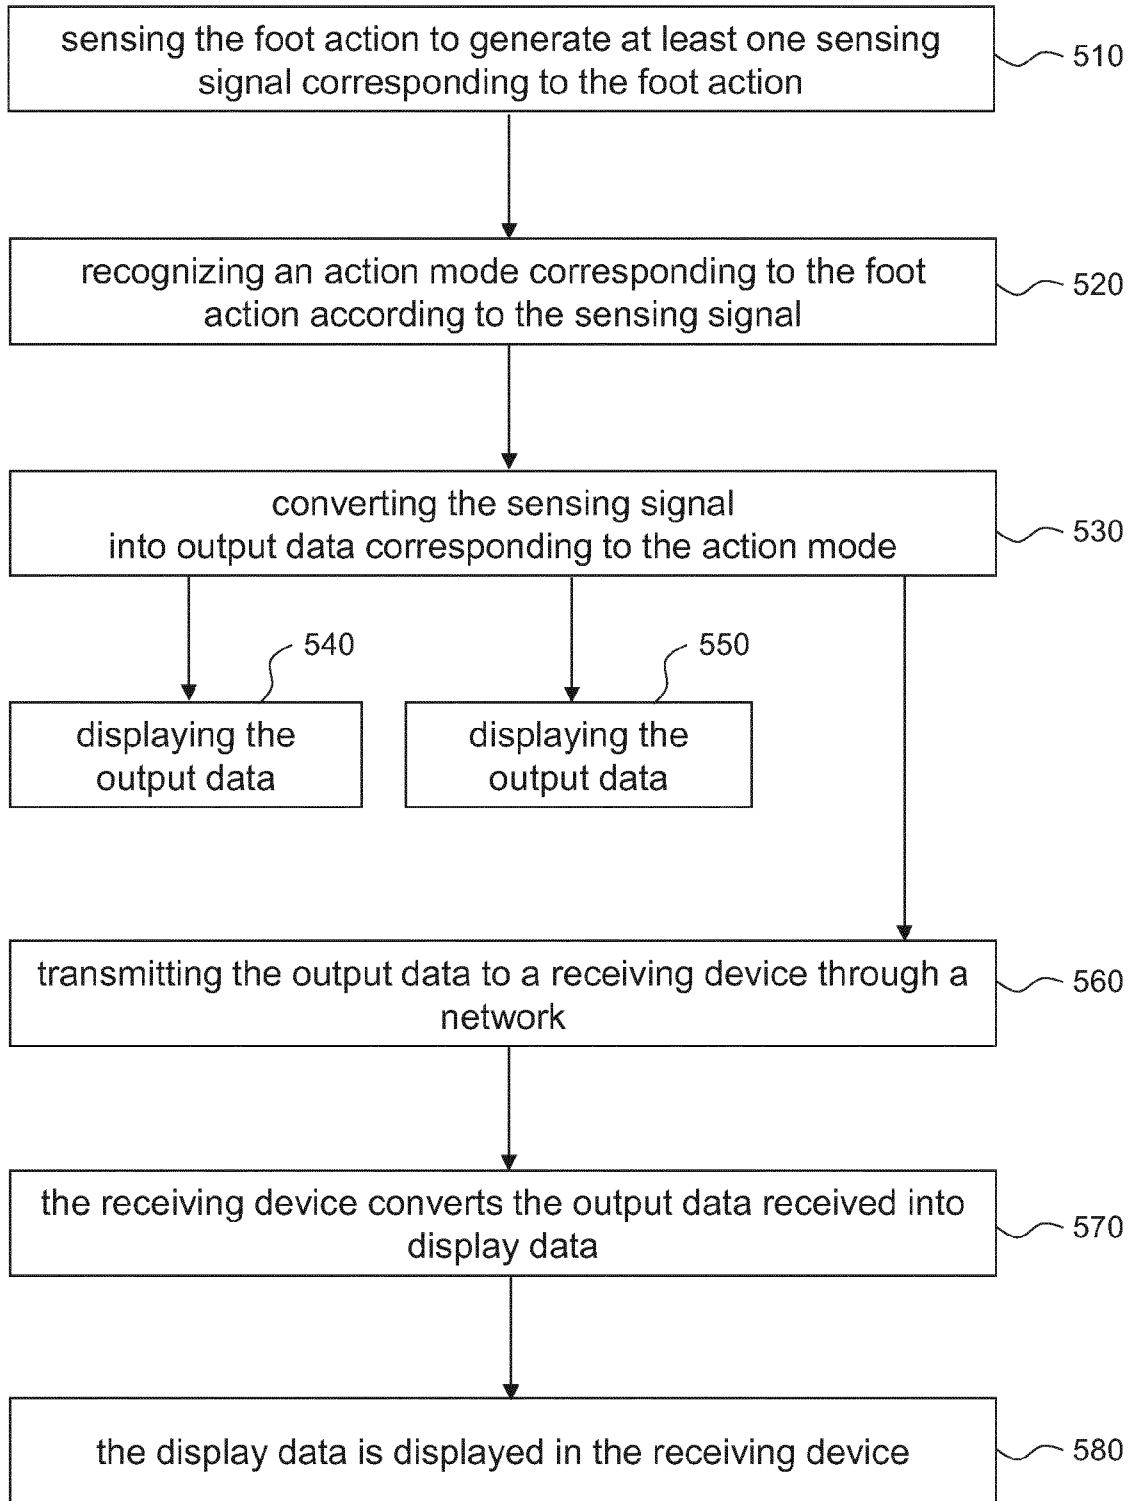 sensing the foot action to generate at least one sensing
signal corresponding to the foot action
510
recognizing an action mode corresponding to the foot
action according to the sensing signal
520
converting the sensing signal
into output data corresponding to the action mode
530
540
550
displaying the
output data
displaying the
output data
transmitting the output data to a receiving device through a
network
560
the receiving device converts the output data received into
display data
570
the display data is displayed in the receiving device
580